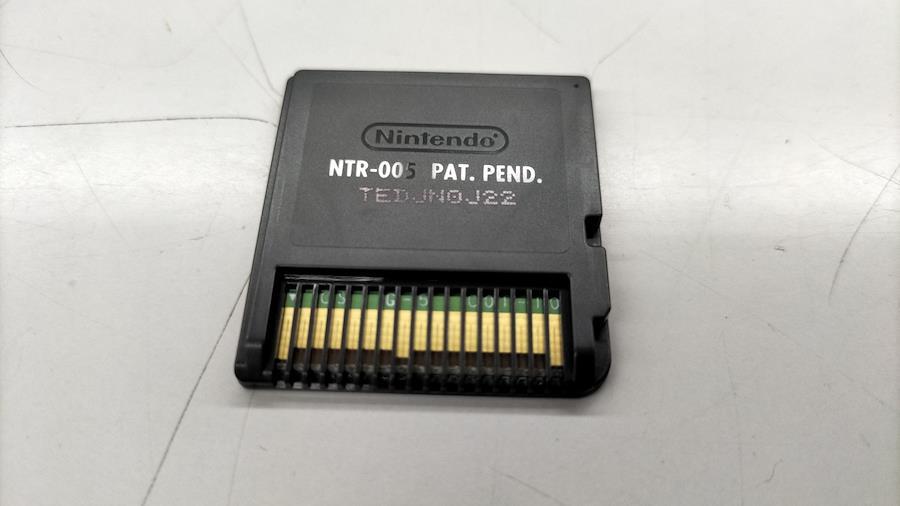 Nintendo®
NTR-005 PAT. PEND.
TEDJN0J22